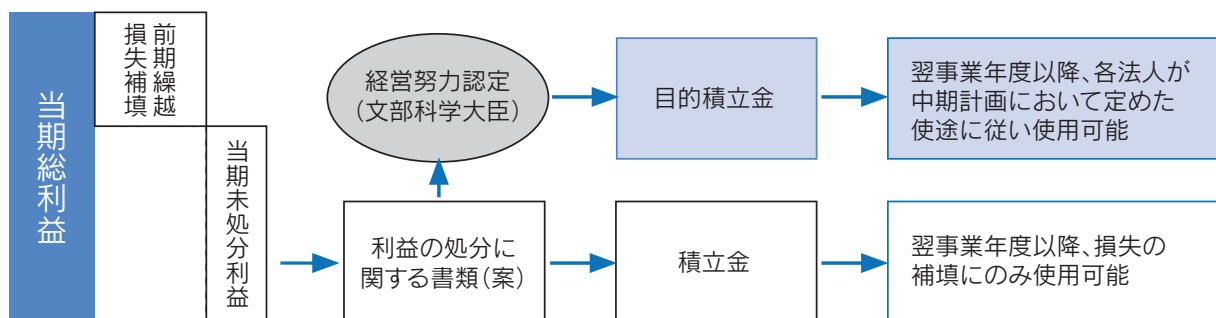 当期総利益
前期繰越
損失補填
当期未処分利益
経営努力認定
（文部科学大臣）
目的積立金
翌事業年度以降、各法人が
中期計画において定めた
使途に従い使用可能
利益の処分に
関する書類（案）
積立金
翌事業年度以降、損失の
補填にのみ使用可能